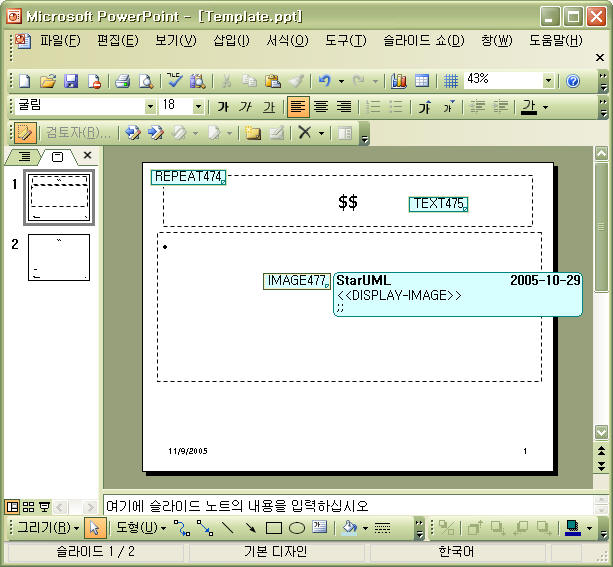 Microsoft PowerPoint - [Template.ppt]
파일(F) 편집(E) 보기(V) 삽입(I) 서식(O) 도구(T) 슬라이드 쇼(D) 창(W) 도움말(H)
43%
굴림 18 가 가 가 가 가 가
검토자(R)...
1
2
REPEAT474
$$ TEXT475
IMAGE477 StarUML 2005-10-29
<<DISPLAY-IMAGE>>
;;
11/9/2005 1
여기에 슬라이드 노트의 내용을 입력하십시오
그리기(R) 도형(U)
슬라이드 1 / 2 기본 디자인 한국어